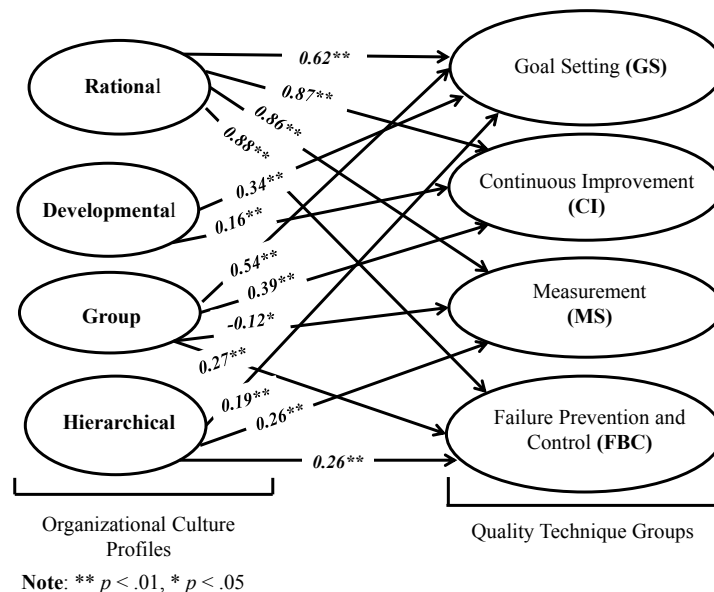 Rational
Developmental
Group
Hierarchical
0.62**
0.87**
0.86**
0.88**
0.34**
0.16**
0.54**
0.39**
-0.12*
0.27**
0.19**
0.26**
0.26**
Goal Setting (GS)
Continuous Improvement
(CI)
Measurement
(MS)
Failure Prevention and
Control (FBC)
Organizational Culture
Profiles
Quality Technique Groups
Note: ** p < .01, * p < .05